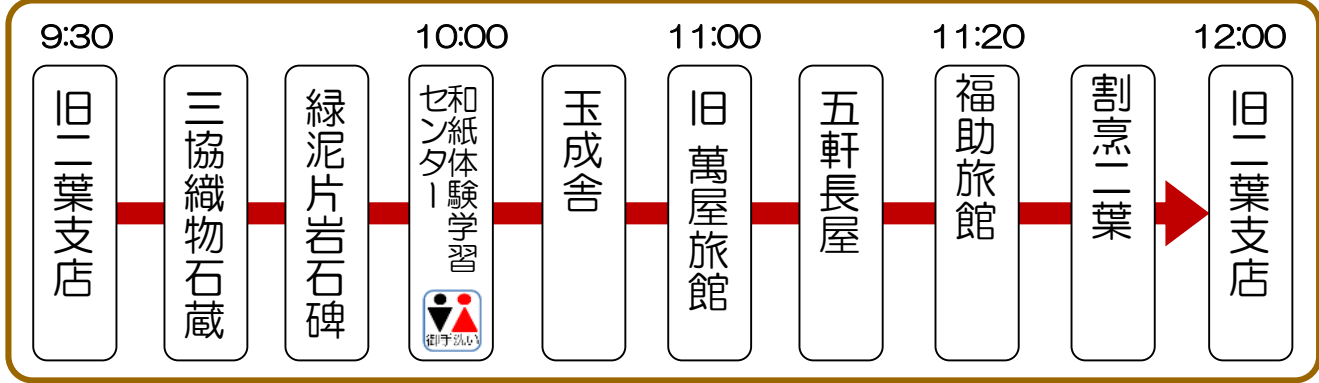 9:30
10:00
11:00
11:20
12:00
旧二葉支店
三協織物石蔵
緑泥片岩石碑
和紙体験学習
センター
御手洗い
玉成舎
旧 萬屋旅館
五軒長屋
福助旅館
割烹二葉
旧二葉支店